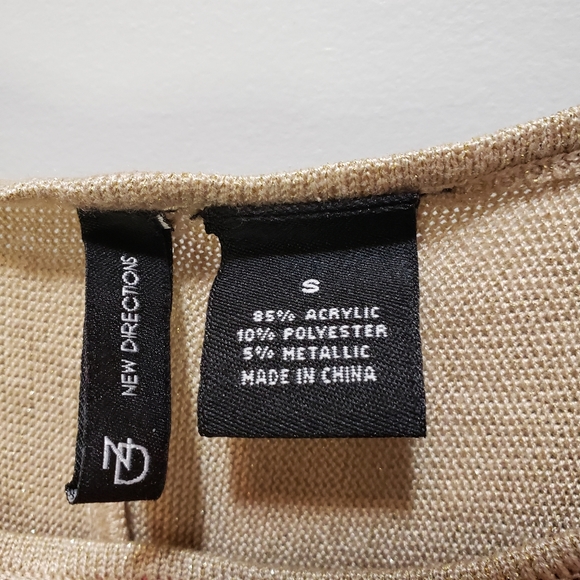 NEW DIRECTIONS
ND
S
85% ACRYLIC
10% POLYESTER
5% METALLIC
MADE IN CHINA